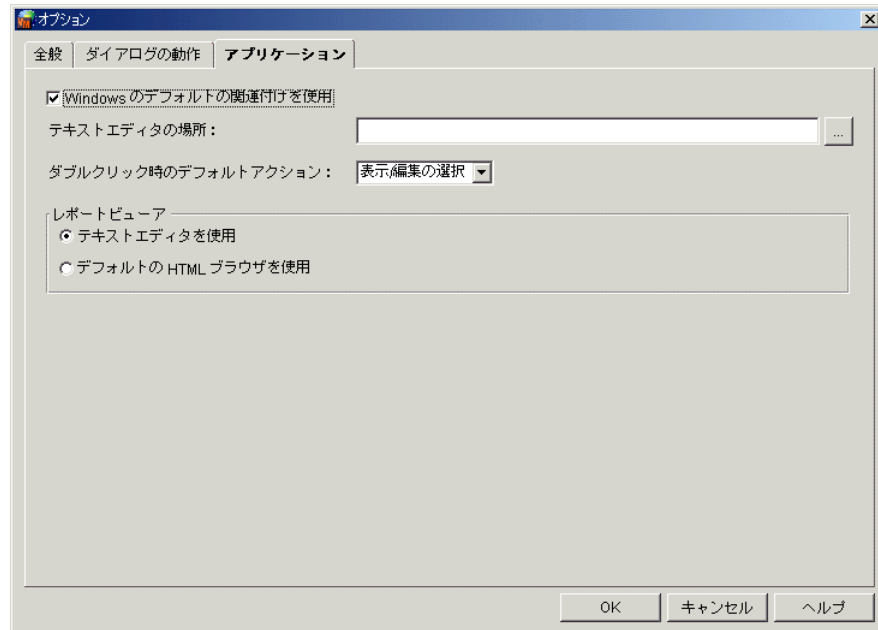 オプション
全般 ダイアログの動作 アプリケーション
Windows のデフォルトの関連付けを使用
テキストエディタの場所：
...
ダブルクリック時のデフォルトアクション： 表示/編集の選択
レポートビューア
テキストエディタを使用
デフォルトの HTML ブラウザを使用
OK キャンセル ヘルプ